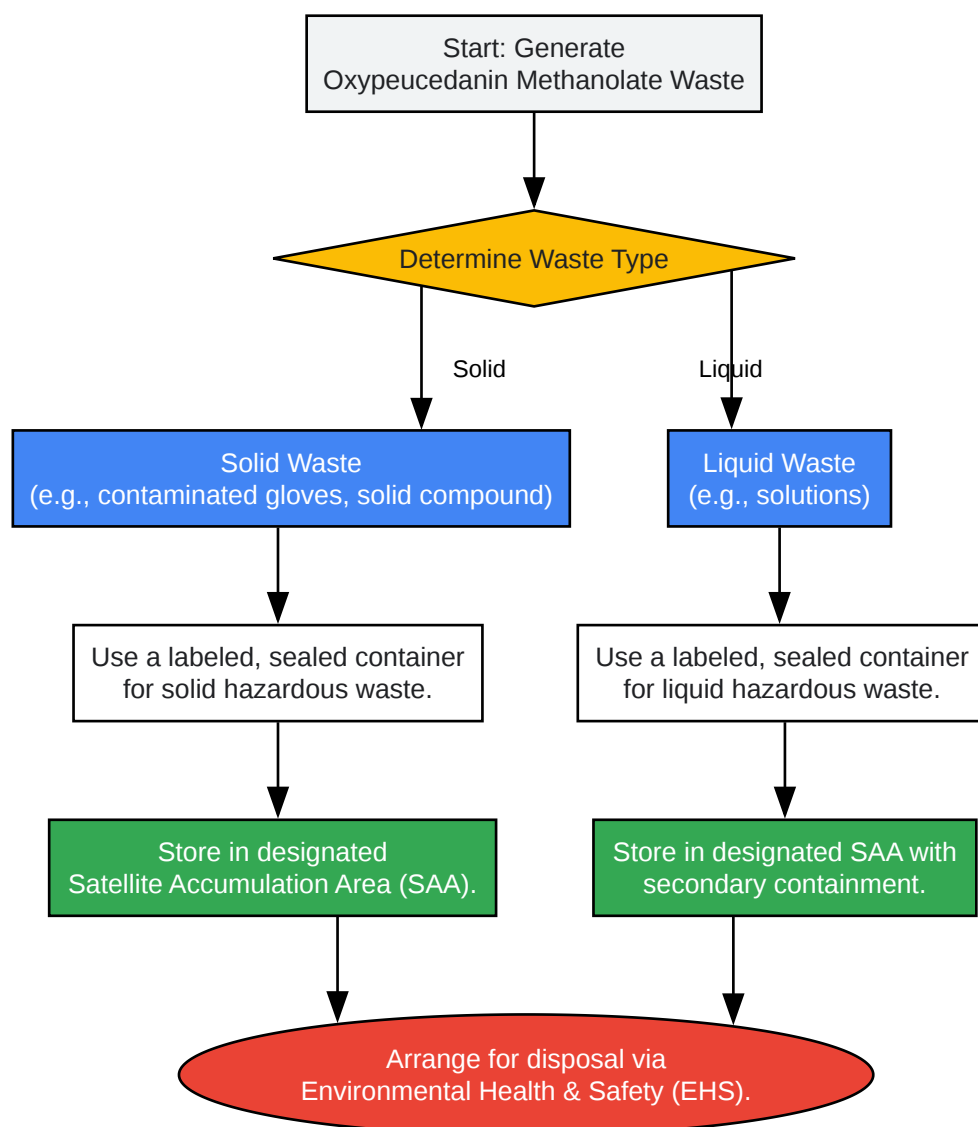 Start: Generate
Oxypeucedanin Methanolate Waste
Determine Waste Type
Solid
Liquid
Solid Waste
(e.g., contaminated gloves, solid compound)
Liquid Waste
(e.g., solutions)
Use a labeled, sealed container
for solid hazardous waste.
Use a labeled, sealed container
for liquid hazardous waste.
Store in designated
Satellite Accumulation Area (SAA).
Store in designated SAA with
secondary containment.
Arrange for disposal via
Environmental Health & Safety (EHS).